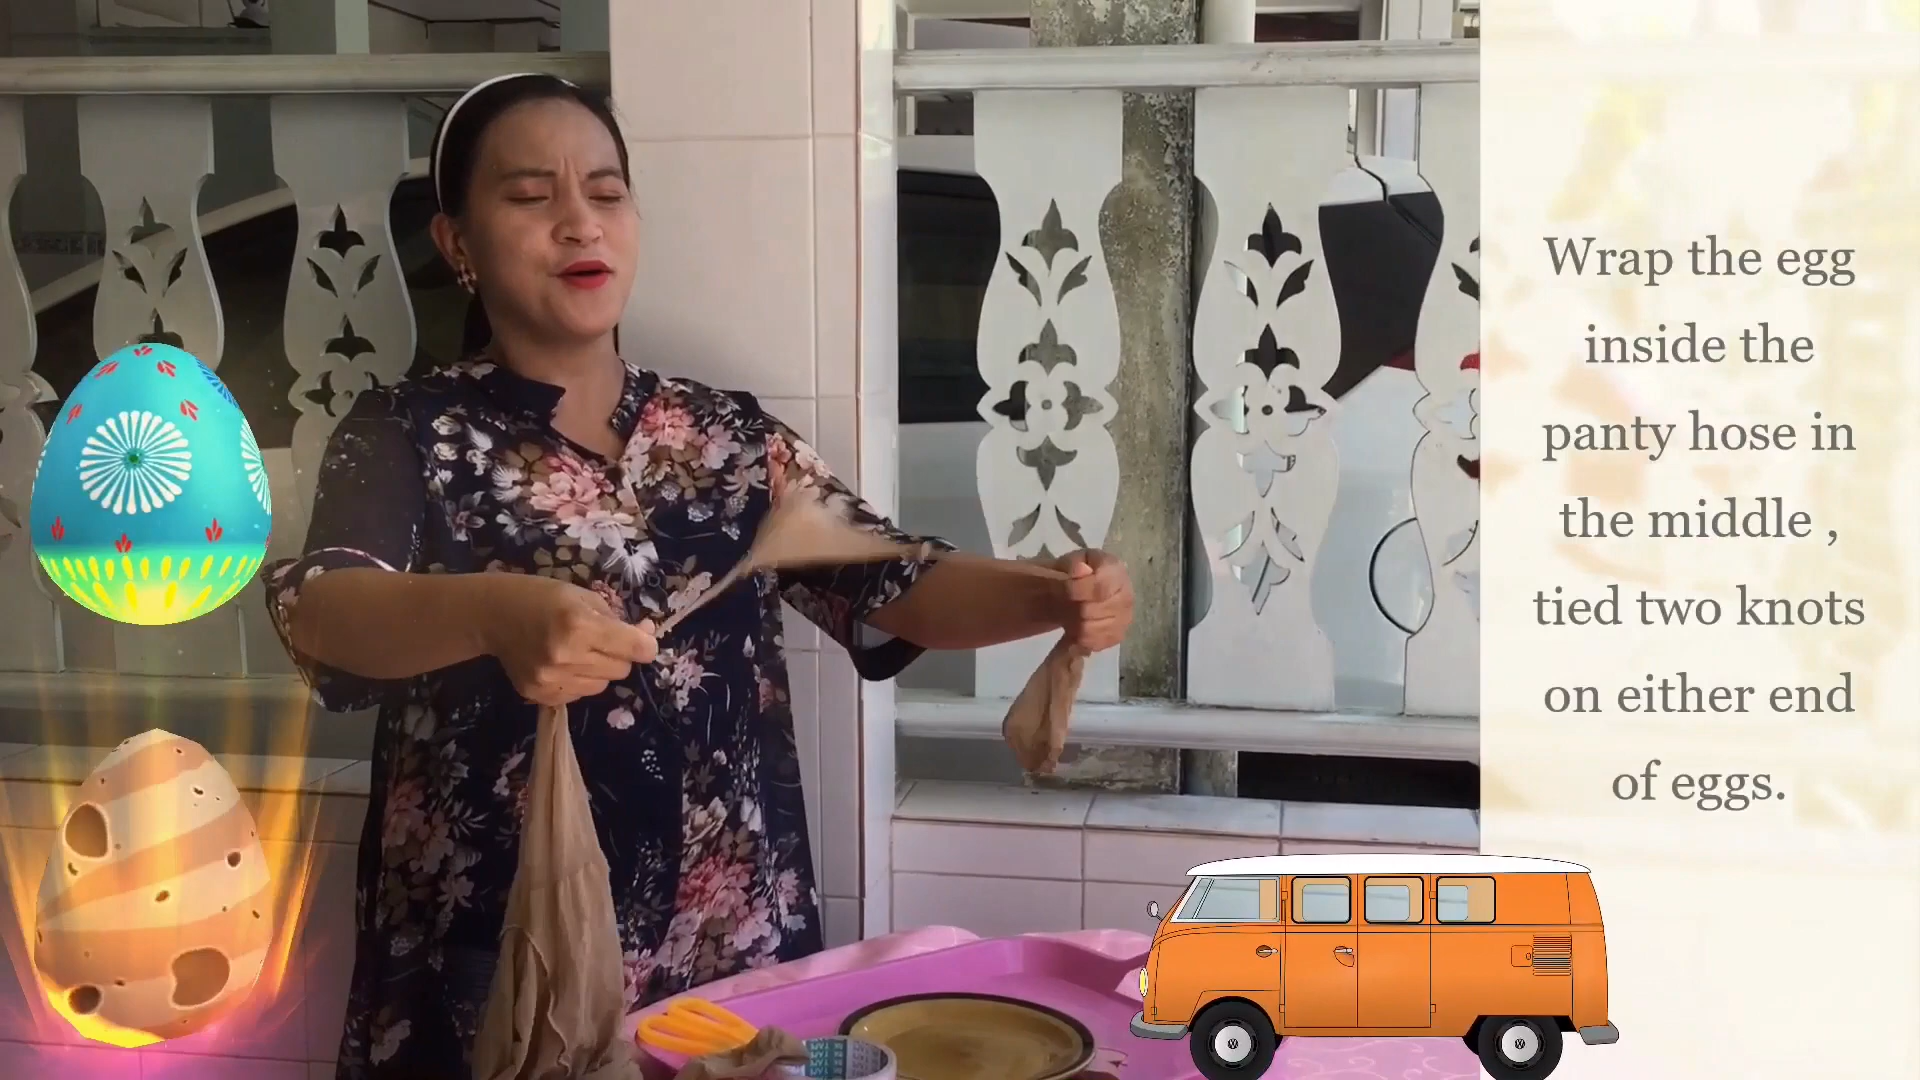 Wrap the egg
inside the
panty hose in
the middle ,
tied two knots
on either end
of eggs.